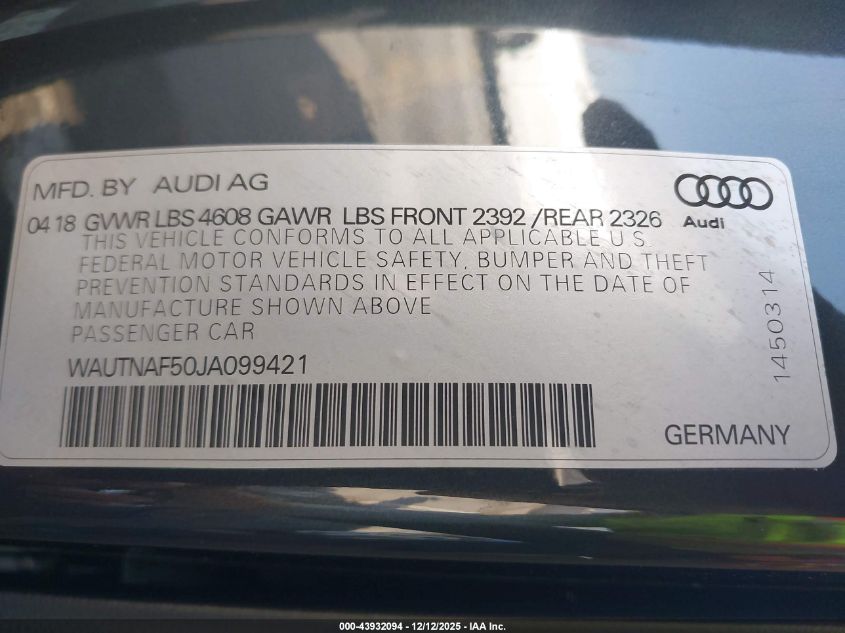 MFD. BY AUDI AG
04 18 GVWR LBS 4608 GAWR LBS FRONT 2392 /REAR 2326
Audi
THIS VEHICLE CONFORMS TO ALL APPLICABLE U S
FEDERAL MOTOR VEHICLE SAFETY, BUMPER AND THEFT
PREVENTION STANDARDS IN EFFECT ON THE DATE OF
MANUFACTURE SHOWN ABOVE
PASSENGER CAR
WAUTNAF50JA099421
1450314
GERMANY
000-43932094 - 12/12/2025 - IAA Inc.